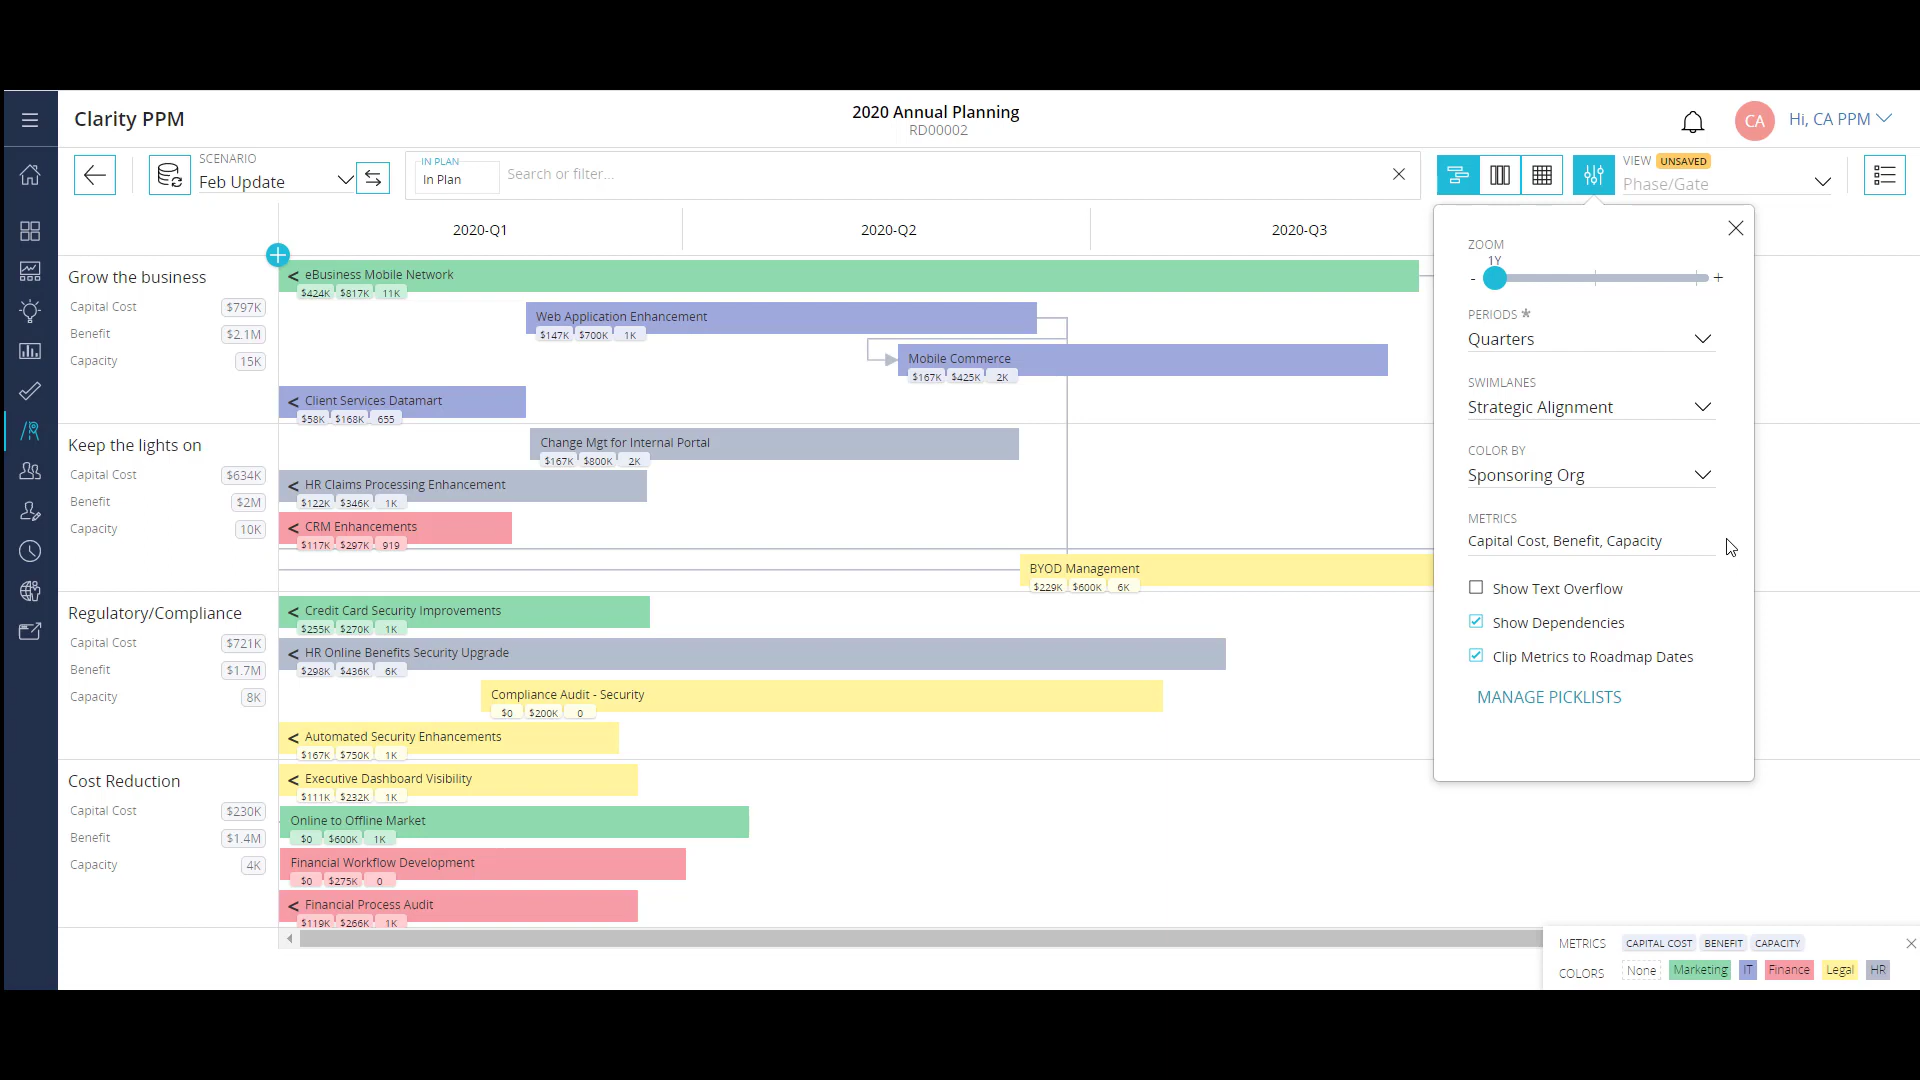 Clarity PPM
2020 Annual Planning
RD00002
CA
Hi, CA PPM
SCENARIO
Feb Update
IN PLAN
In Plan
Search or filter...
VIEW UNSAVED
Phase/Gate
2020-Q1 2020-Q2 2020-Q3
Grow the business
Capital Cost $797K
Benefit $2.1M
Capacity 15K
< eBusiness Mobile Network
$424K $817K 11K
Web Application Enhancement
$147K $700K 1K
Mobile Commerce
$167K $425K 2K
< Client Services Datamart
$58K $168K 655
Keep the lights on
Capital Cost $634K
Benefit $2M
Capacity 10K
Change Mgt for Internal Portal
$167K $800K 2K
< HR Claims Processing Enhancement
$122K $346K 1K
< CRM Enhancements
$117K $297K 919
BYOD Management
$229K $600K 6K
Regulatory/Compliance
Capital Cost $721K
Benefit $1.7M
Capacity 8K
< Credit Card Security Improvements
$255K $270K 1K
< HR Online Benefits Security Upgrade
$298K $436K 6K
Compliance Audit - Security
$0 $200K 0
< Automated Security Enhancements
$167K $750K 1K
Cost Reduction
Capital Cost $230K
Benefit $1.4M
Capacity 4K
< Executive Dashboard Visibility
$111K $232K 1K
Online to Offline Market
$0 $600K 1K
Financial Workflow Development
$0 $275K 0
< Financial Process Audit
$119K $266K 1K
ZOOM
1Y
- +
PERIODS *
Quarters
SWIMLANES
Strategic Alignment
COLOR BY
Sponsoring Org
METRICS
Capital Cost, Benefit, Capacity
Show Text Overflow
Show Dependencies
Clip Metrics to Roadmap Dates
MANAGE PICKLISTS
METRICS CAPITAL COST BENEFIT CAPACITY
COLORS None Marketing IT Finance Legal HR